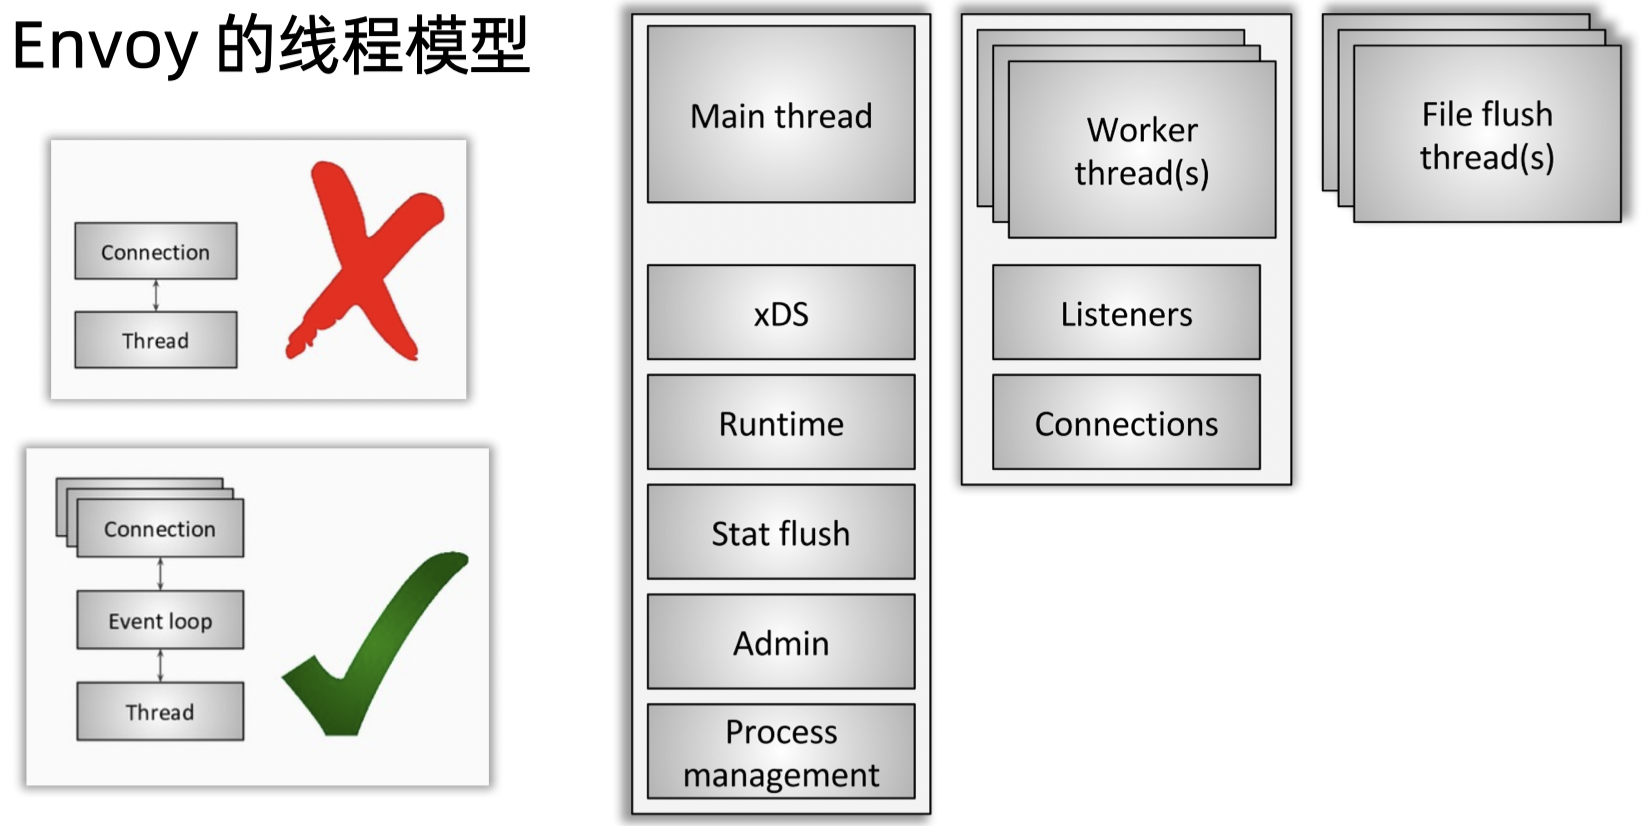 Envoy 的线程模型
Connection
Thread
Connection
Event loop
Thread
Main thread
xDS
Runtime
Stat flush
Admin
Process
management
Worker
thread(s)
Listeners
Connections
File flush
thread(s)